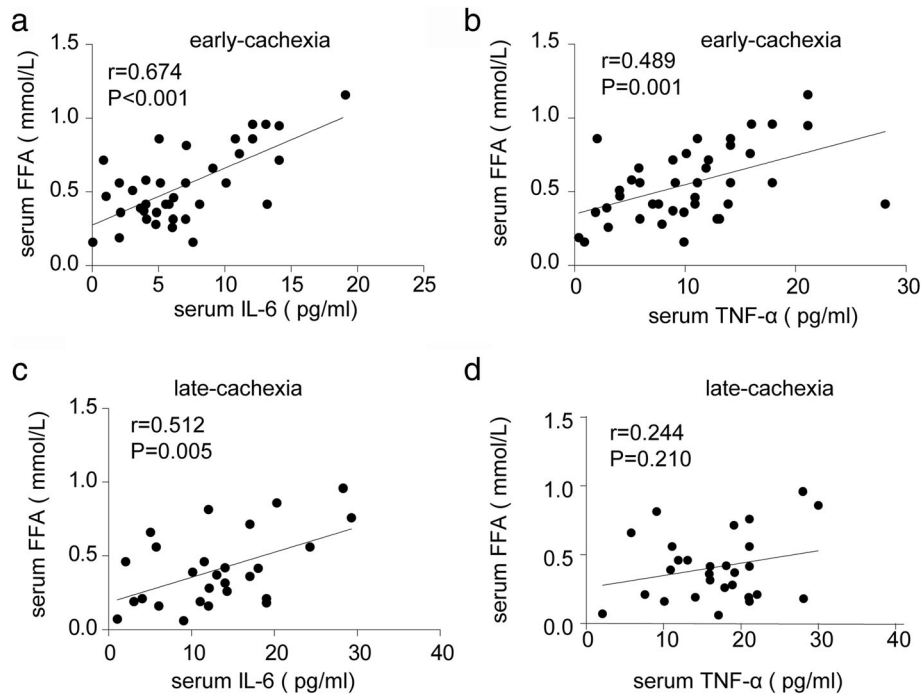 a
early-cachexia
r=0.674
P<0.001
serum FFA ( mmol/L)
1.5
1.0
0.5
0.0
0 5 10 15 20 25
serum IL-6 ( pg/ml)
b
early-cachexia
r=0.489
P=0.001
serum FFA ( mmol/L)
1.5
1.0
0.5
0.0
0 10 20 30
serum TNF-α ( pg/ml)
c
late-cachexia
r=0.512
P=0.005
serum FFA ( mmol/L)
1.5
1.0
0.5
0.0
0 10 20 30 40
serum IL-6 ( pg/ml)
d
late-cachexia
r=0.244
P=0.210
serum FFA ( mmol/L)
1.5
1.0
0.5
0.0
0 10 20 30 40
serum TNF-α ( pg/ml)